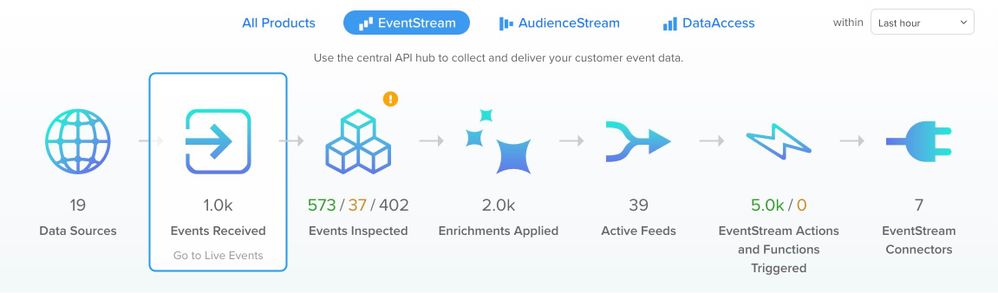 All Products EventStream AudienceStream DataAccess within Last hour
Use the central API hub to collect and deliver your customer event data.
!
19 1.0k 573 / 37 / 402 2.0k 39 5.0k / 0 7
Data Sources Events Received Events Inspected Enrichments Applied Active Feeds EventStream Actions EventStream
Go to Live Events and Functions Connectors
Triggered